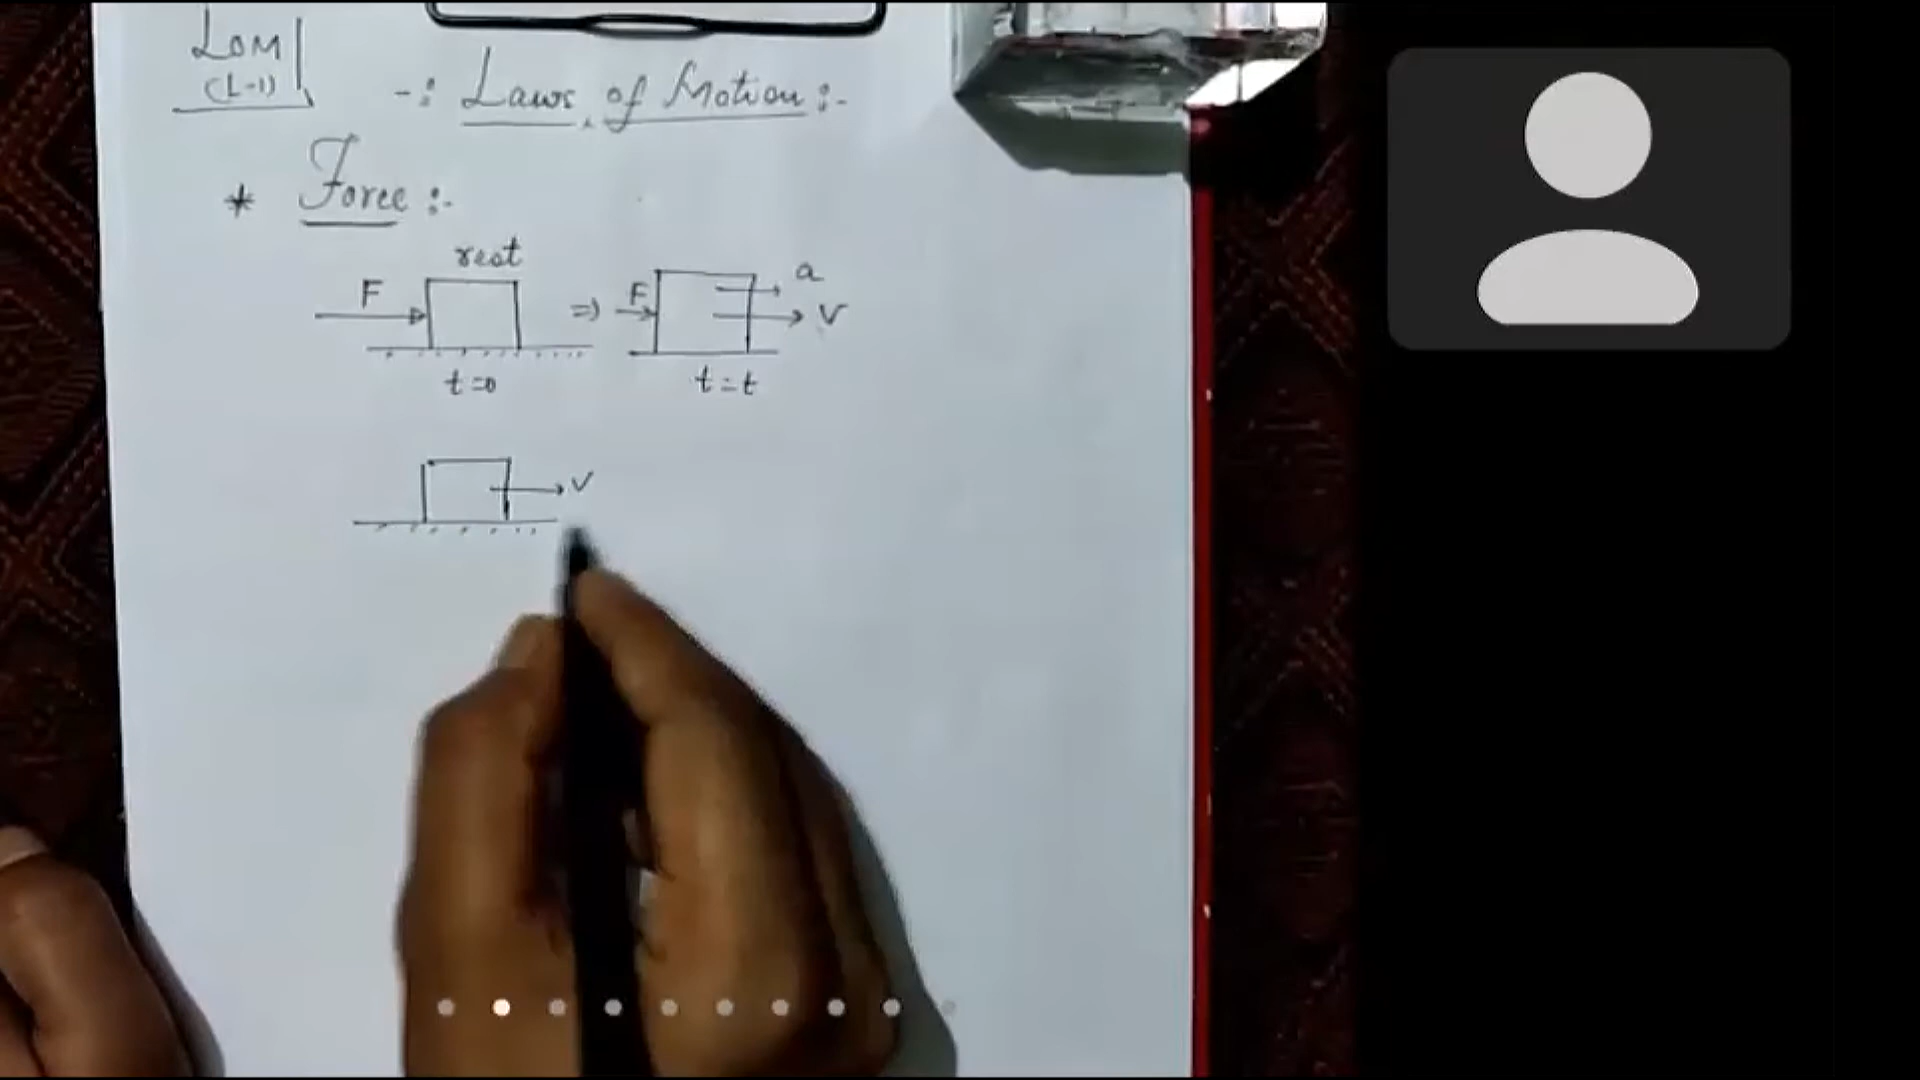 LOM
(L-1)
-: Laws of Motion :-
* Force :-
rest
F
⇒
F
a
V
t=0
t=t
V